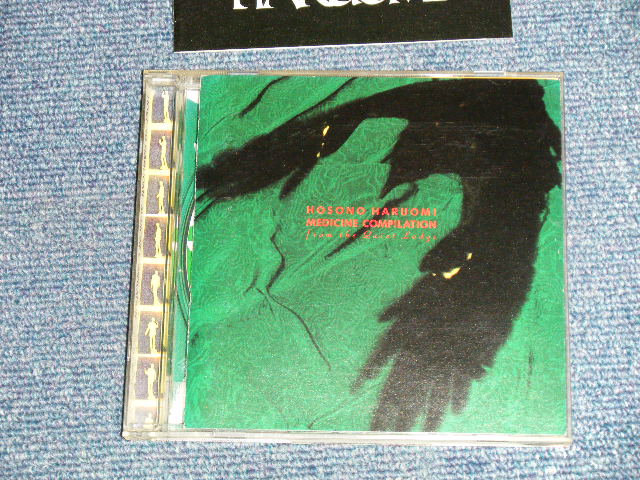 HOSONO HARUOMI
MEDICINE COMPILATION
from the Quiet Lodge